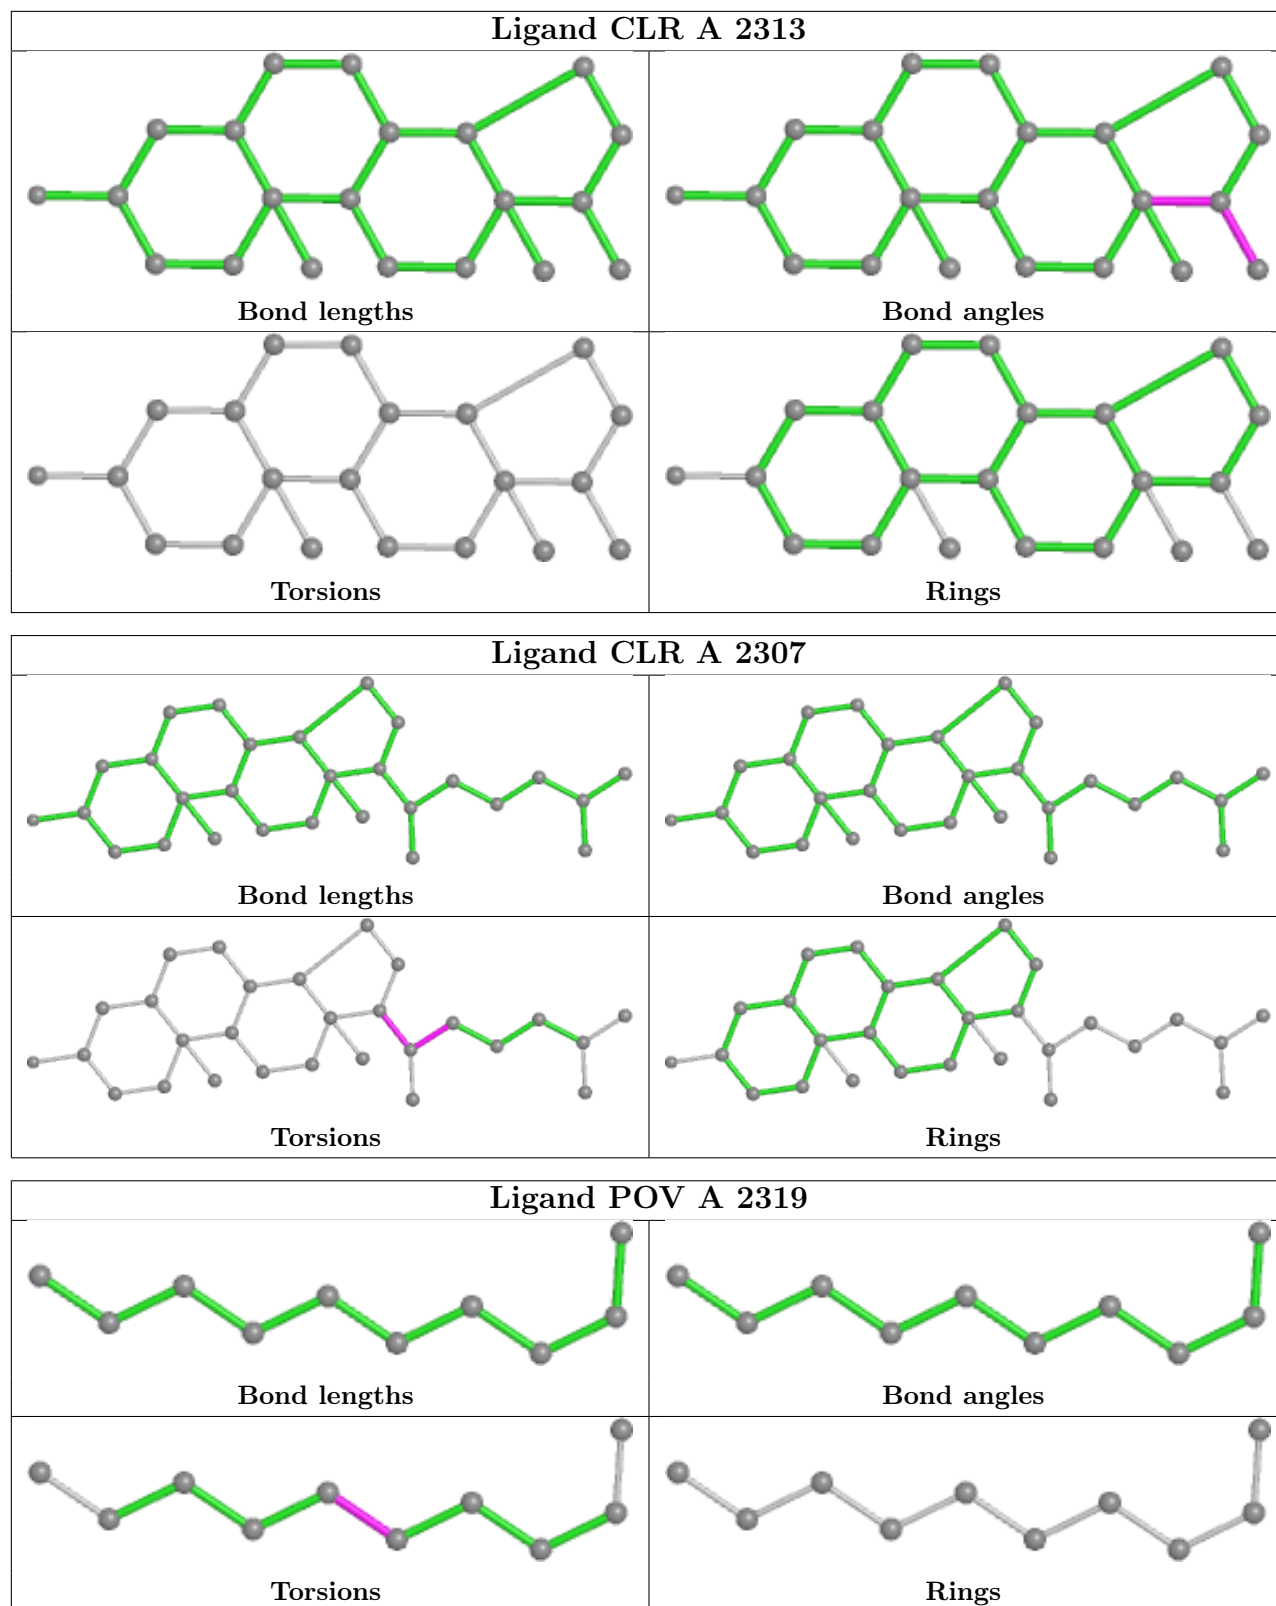 Ligand CLR A 2313
Bond lengths
Bond angles
Torsions
Rings
Ligand CLR A 2307
Bond lengths
Bond angles
Torsions
Rings
Ligand POV A 2319
Bond lengths
Bond angles
Torsions
Rings